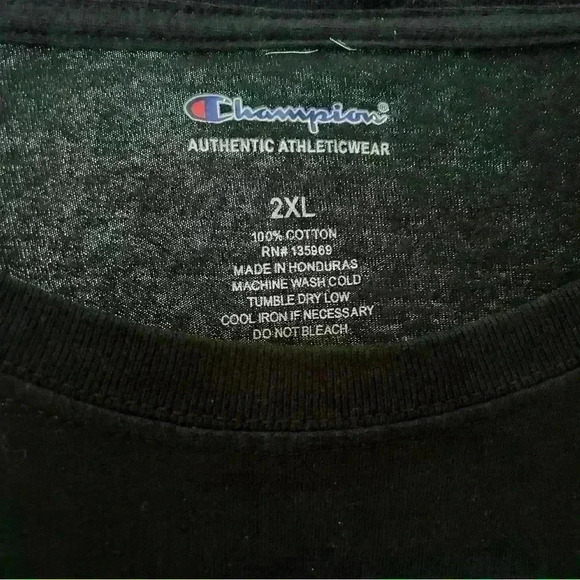 Champion®
AUTHENTIC ATHLETICWEAR
2XL
100% COTTON
RN# 135969
MADE IN HONDURAS
MACHINE WASH COLD
TUMBLE DRY LOW
COOL IRON IF NECESSARY
DO NOT BLEACH